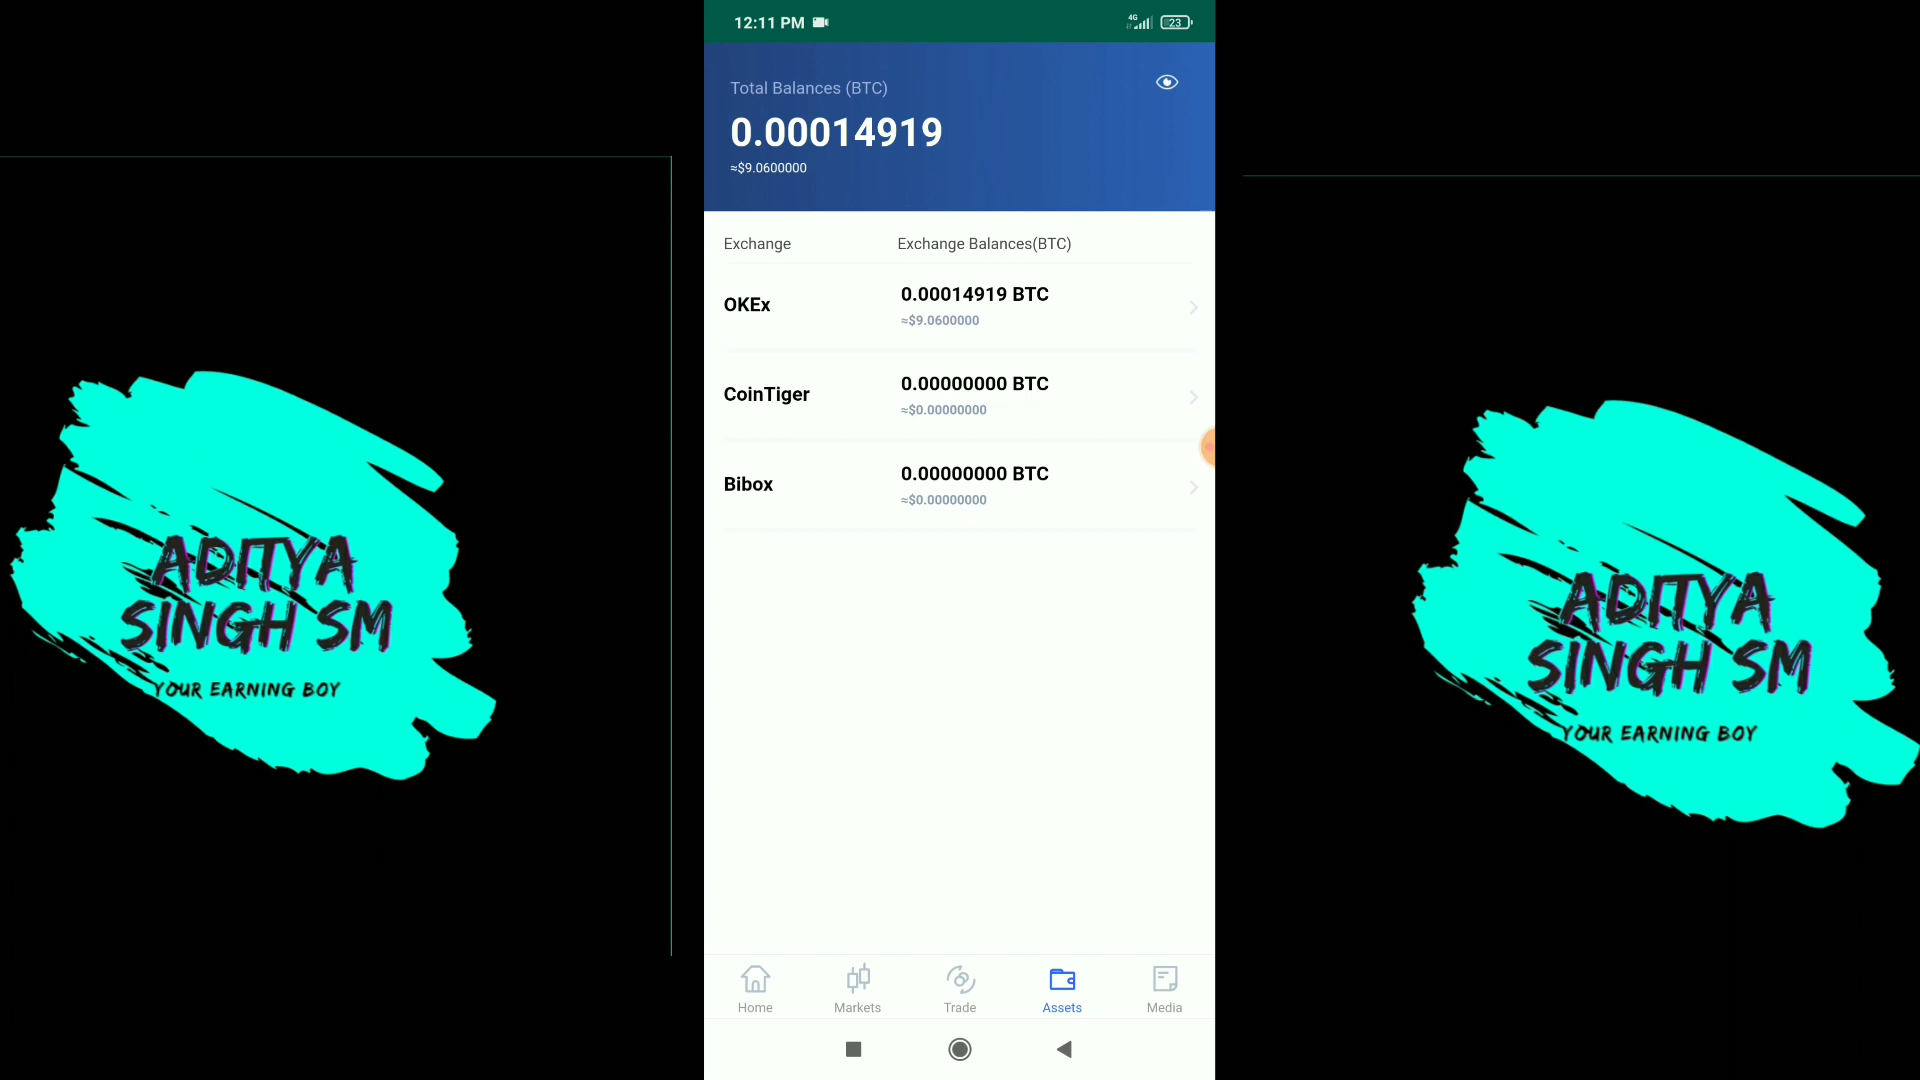 12:11 PM
4G
23
Total Balances (BTC)
0.00014919
≈$9.0600000
Exchange Exchange Balances(BTC)
OKEx
0.00014919 BTC
≈$9.0600000
CoinTiger
0.00000000 BTC
≈$0.00000000
Bibox
0.00000000 BTC
≈$0.00000000
Home Markets Trade Assets Media
ADITYA
SINGH SM
YOUR EARNING BOY
ADITYA
SINGH SM
YOUR EARNING BOY